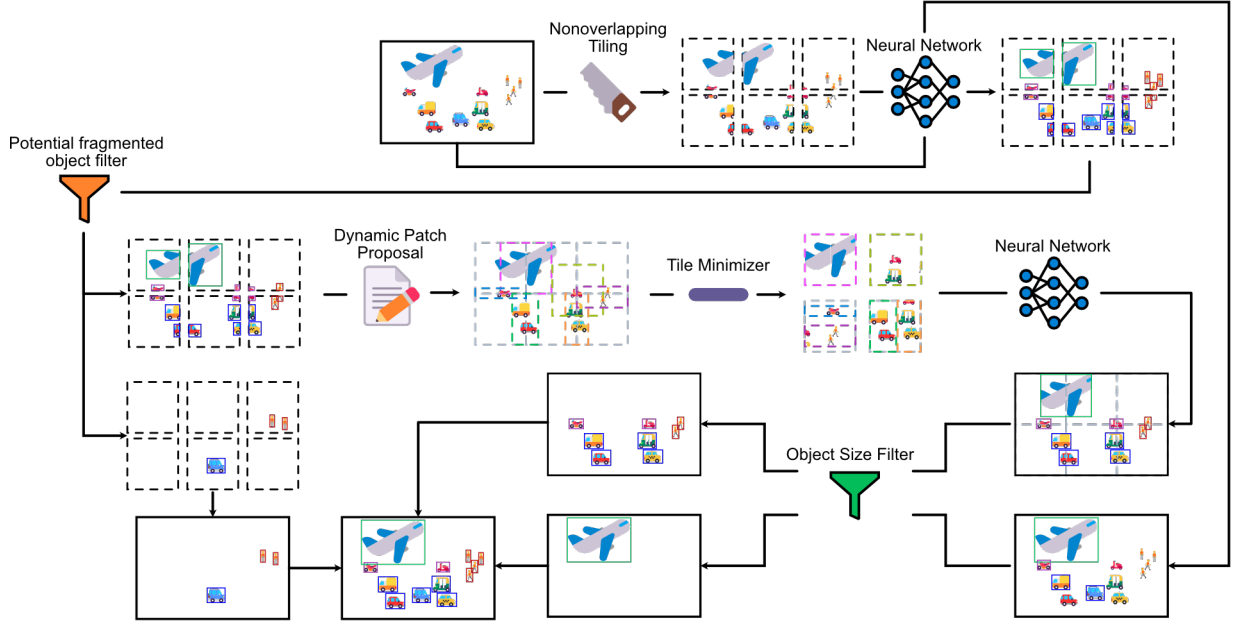 Nonoverlapping
Tiling
Neural Network
Potential fragmented
object filter
Dynamic Patch
Proposal
Tile Minimizer
Neural Network
Object Size Filter